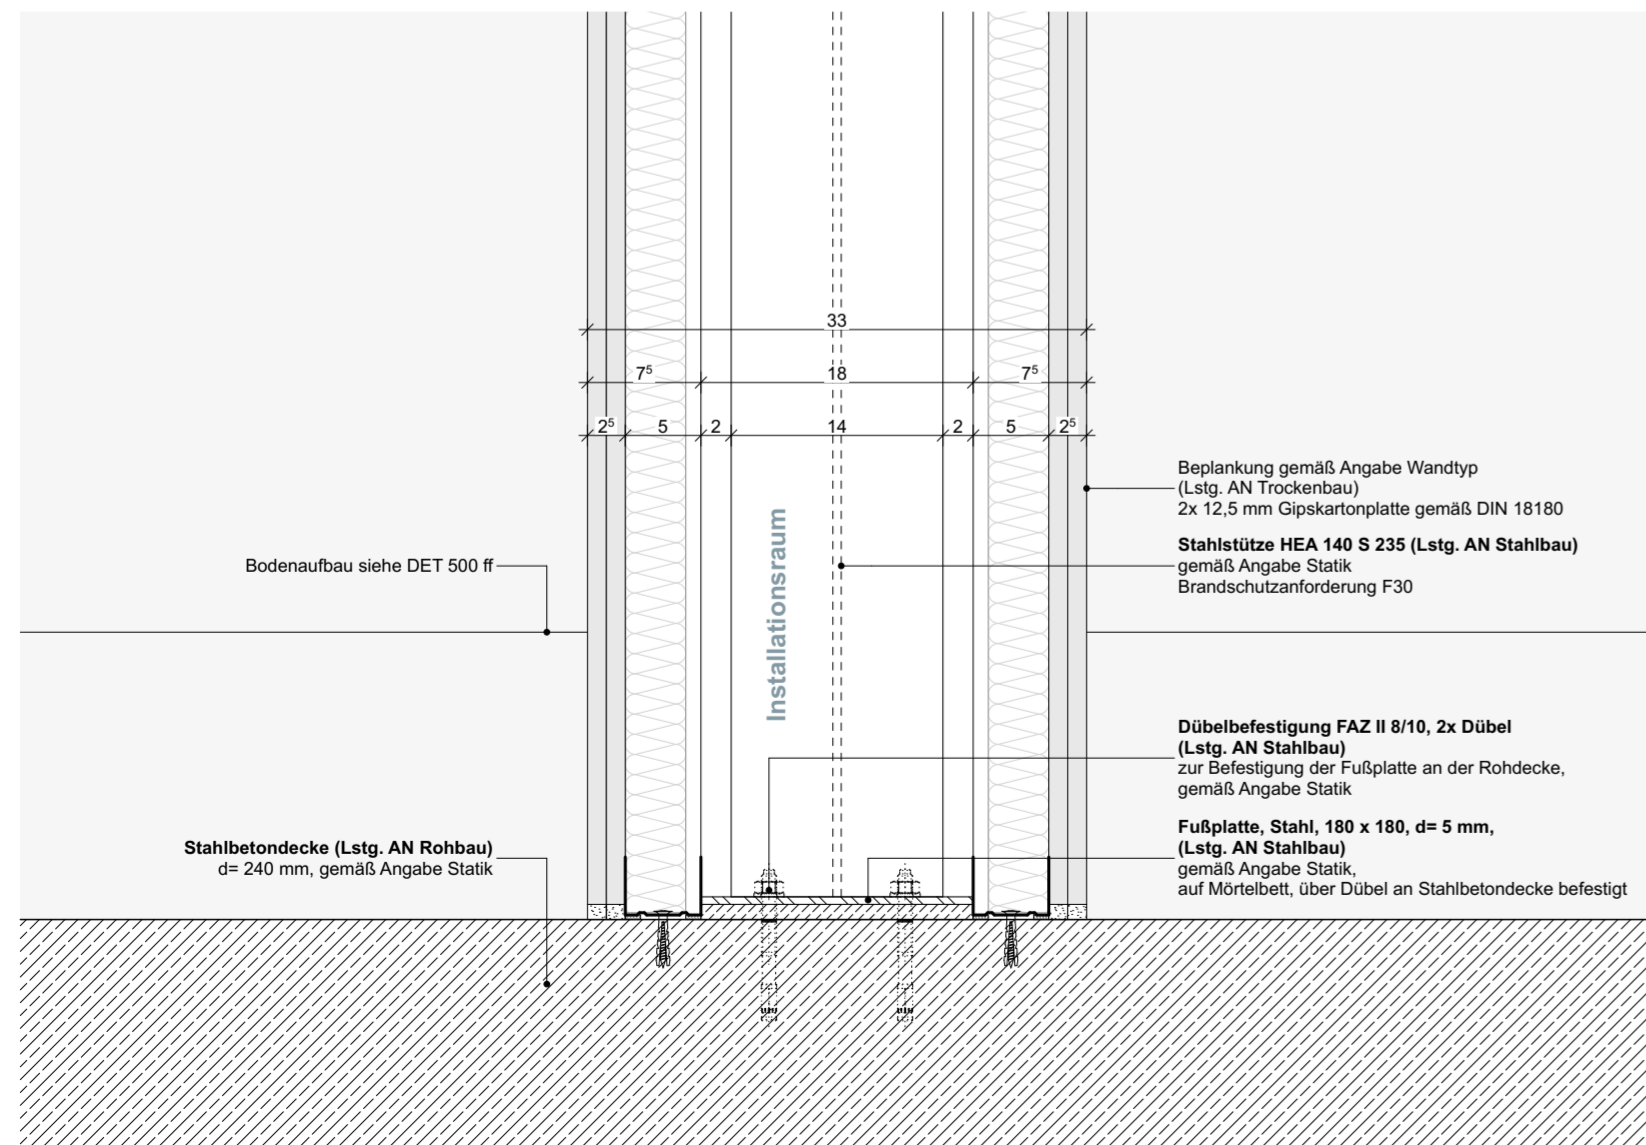 33
7⁵ 18 7⁵
2⁵ 5 2 14 2 5 2⁵
Beplankung gemäß Angabe Wandtyp
(Lstg. AN Trockenbau)
2x 12,5 mm Gipskartonplatte gemäß DIN 18180
Stahlstütze HEA 140 S 235 (Lstg. AN Stahlbau)
gemäß Angabe Statik
Brandschutzanforderung F30
Bodenaufbau siehe DET 500 ff
Installationsraum
Dübelbefestigung FAZ II 8/10, 2x Dübel
(Lstg. AN Stahlbau)
zur Befestigung der Fußplatte an der Rohdecke,
gemäß Angabe Statik
Fußplatte, Stahl, 180 x 180, d= 5 mm,
(Lstg. AN Stahlbau)
gemäß Angabe Statik,
auf Mörtelbett, über Dübel an Stahlbetondecke befestigt
Stahlbetondecke (Lstg. AN Rohbau)
d= 240 mm, gemäß Angabe Statik